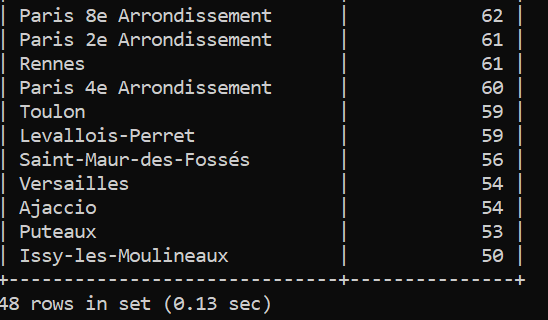 | Paris 8e Arrondissement | 62 |
| Paris 2e Arrondissement | 61 |
| Rennes | 61 |
| Paris 4e Arrondissement | 60 |
| Toulon | 59 |
| Levallois-Perret | 59 |
| Saint-Maur-des-Fossés | 56 |
| Versailles | 54 |
| Ajaccio | 54 |
| Puteaux | 53 |
| Issy-les-Moulineaux | 50 |
+----------------------------+--------------+
48 rows in set (0.13 sec)